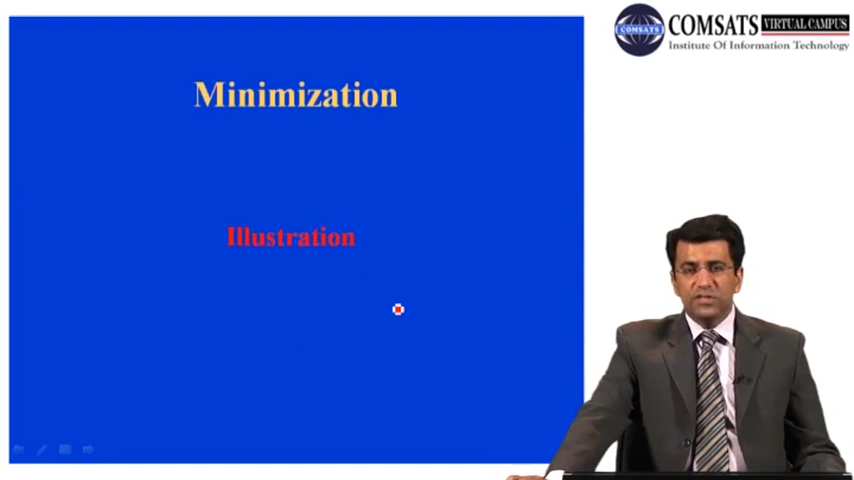 COMSATS VIRTUAL CAMPUS
Institute Of Information Technology
COMSATS
Minimization
Illustration